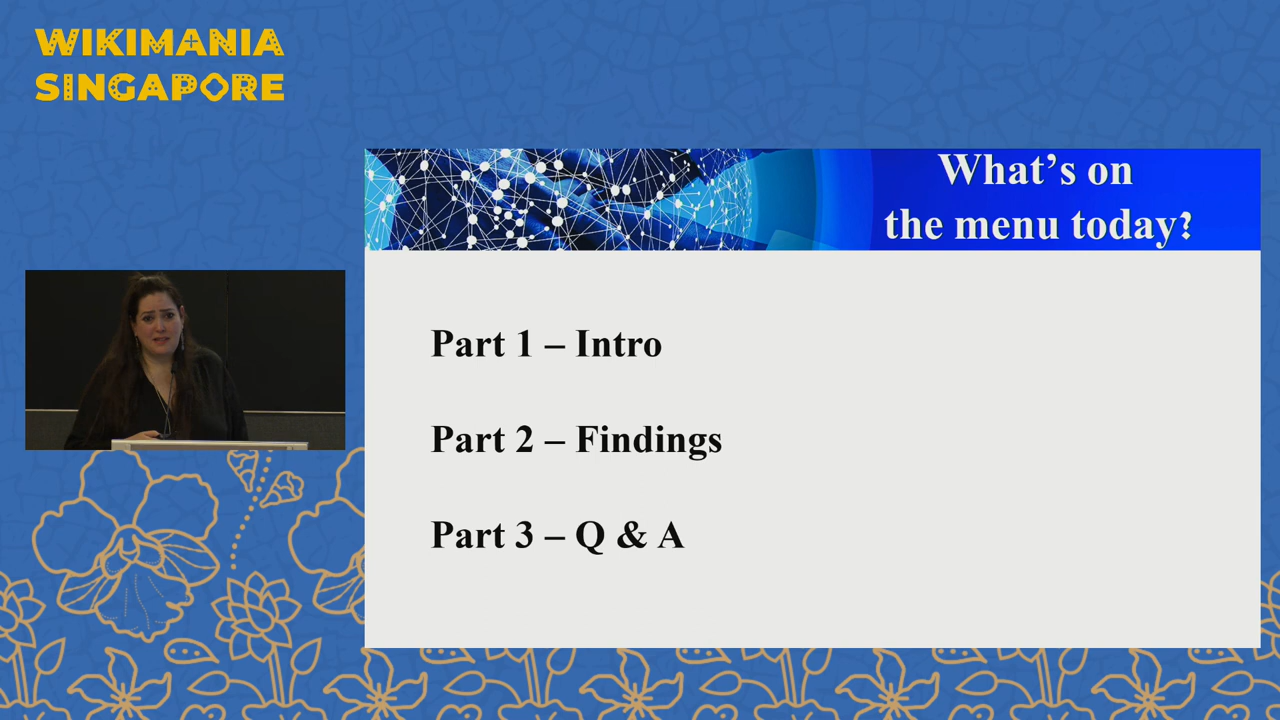 WIKIMANIA
SINGAPORE
What's on
the menu today?
Part 1 – Intro
Part 2 – Findings
Part 3 – Q & A